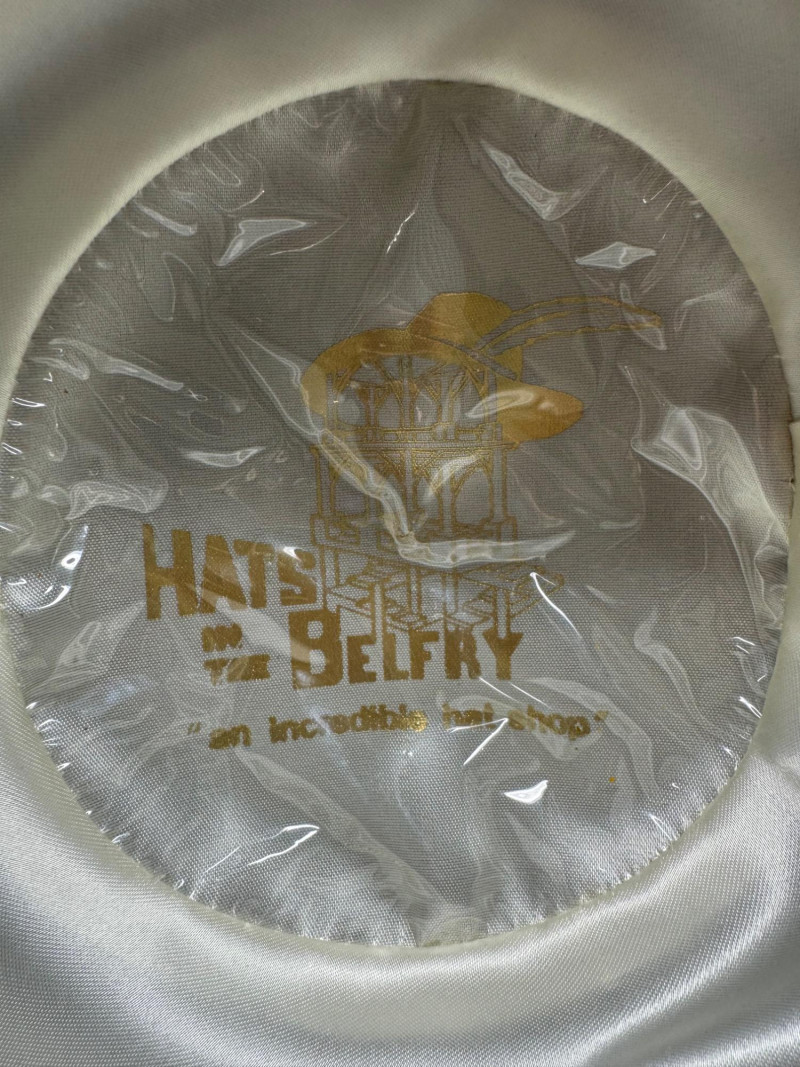 HATS
IN
THE
BELFRY
"an incredible hat shop"